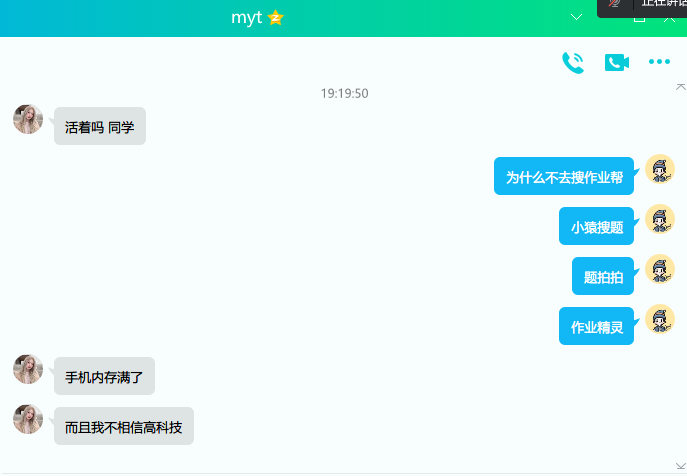 正在讲话
myt
19:19:50
活着吗 同学
为什么不去搜作业帮
小猿搜题
题拍拍
作业精灵
手机内存满了
而且我不相信高科技